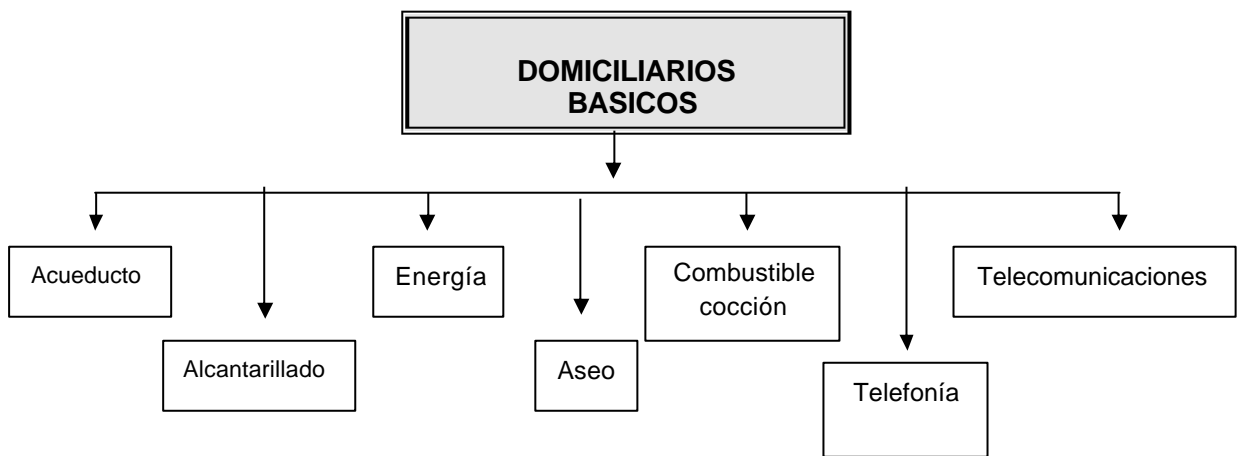 DOMICILIARIOS
BASICOS
Acueducto
Energía
Combustible
cocción
Telecomunicaciones
Alcantarillado
Aseo
Telefonía